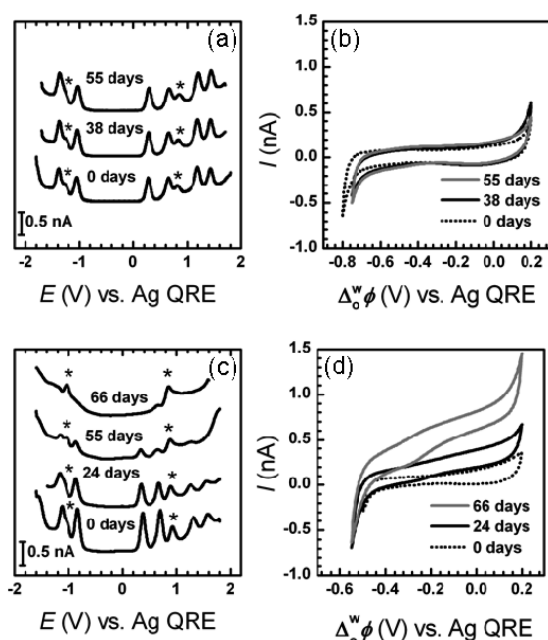 (a)
* 55 days *
* 38 days *
* 0 days *
0.5 nA
-2 -1 0 1 2
E (V) vs. Ag QRE
(b)
1.0
0.5
0.0
-0.5
-1.0
I (nA)
55 days
38 days
0 days
-0.8 -0.6 -0.4 -0.2 0.0 0.2
Δwoϕ (V) vs. Ag QRE
(c)
* *
66 days
* 55 days *
* 24 days *
* 0 days *
0.5 nA
-2 -1 0 1 2
E (V) vs. Ag QRE
(d)
1.5
1.0
0.5
0.0
-0.5
-1.0
I (nA)
66 days
24 days
0 days
-0.6 -0.4 -0.2 0.0 0.2
Δwoϕ (V) vs. Ag QRE